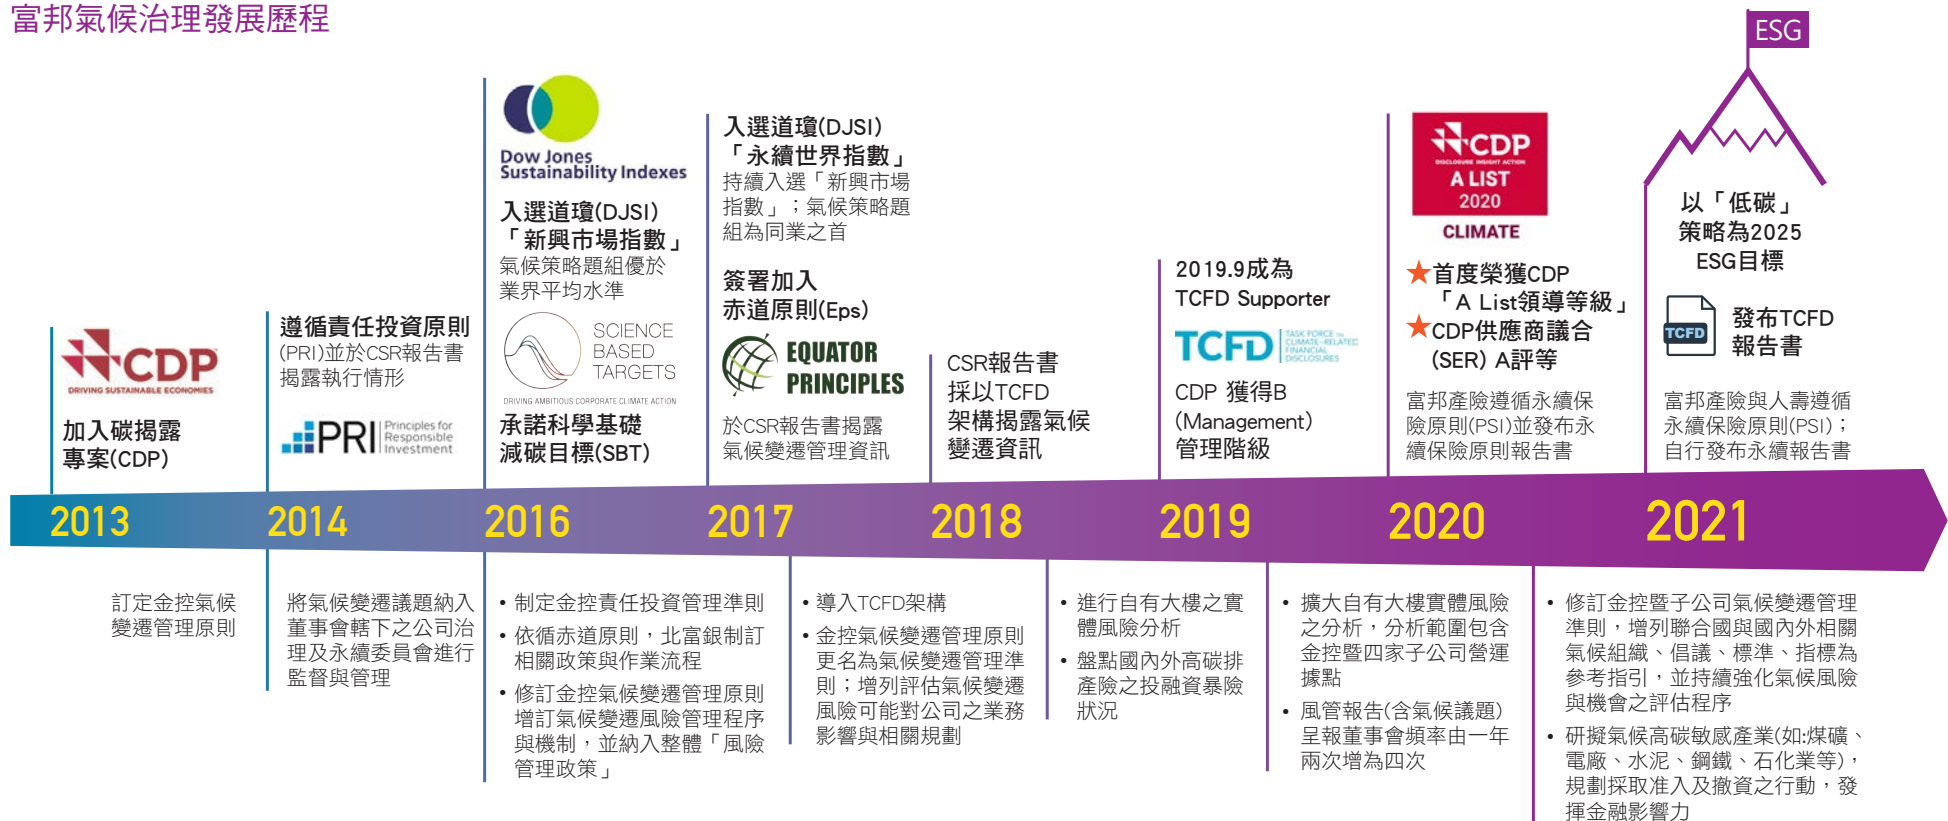 富邦氣候治理發展歷程
CDP
DRIVING SUSTAINABLE ECONOMIES
加入碳揭露
專案(CDP)
遵循責任投資原則
(PRI)並於CSR報告書
揭露執行情形
PRI
Principles for
Responsible
Investment
Dow Jones
Sustainability Indexes
入選道瓊(DJSI)
「新興市場指數」
氣候策略題組優於
業界平均水準
SCIENCE
BASED
TARGETS
DRIVING AMBITIOUS CORPORATE CLIMATE ACTION
承諾科學基礎
減碳目標(SBT)
入選道瓊(DJSI)
「永續世界指數」
持續入選「新興市場
指數」；氣候策略題
組為同業之首
簽署加入
赤道原則(Eps)
EQUATOR
PRINCIPLES
於CSR報告書揭露
氣候變遷管理資訊
CSR報告書
採以TCFD
架構揭露氣候
變遷資訊
2019.9成為
TCFD Supporter
TCFD
TASK FORCE ON
CLIMATE-RELATED
FINANCIAL
DISCLOSURES
CDP 獲得B
(Management)
管理階級
CDP
DISCLOSURE INSIGHT ACTION
A LIST
2020
CLIMATE
★首度榮獲CDP
「A List領導等級」
★CDP供應商議合
(SER) A評等
富邦產險遵循永續保
險原則(PSI)並發布永
續保險原則報告書
ESG
以「低碳」
策略為2025
ESG目標
TCFD
發布TCFD
報告書
富邦產險與人壽遵循
永續保險原則(PSI)；
自行發布永續報告書
2013
2014
2016
2017
2018
2019
2020
2021
訂定金控氣候
變遷管理原則
將氣候變遷議題納入
董事會轄下之公司治
理及永續委員會進行
監督與管理
• 制定金控責任投資管理準則
• 依循赤道原則，北富銀制訂
相關政策與作業流程
• 修訂金控氣候變遷管理原則
增訂氣候變遷風險管理程序
與機制，並納入整體「風險
管理政策」
• 導入TCFD架構
• 金控氣候變遷管理原則
更名為氣候變遷管理準
則；增列評估氣候變遷
風險可能對公司之業務
影響與相關規劃
• 進行自有大樓之實
體風險分析
• 盤點國內外高碳排
產險之投融資暴險
狀況
• 擴大自有大樓實體風險
之分析，分析範圍包含
金控暨四家子公司營運
據點
• 風管報告(含氣候議題)
呈報董事會頻率由一年
兩次增為四次
• 修訂金控暨子公司氣候變遷管理
準則，增列聯合國與國內外相關
氣候組織、倡議、標準、指標為
參考指引，並持續強化氣候風險
與機會之評估程序
• 研擬氣候高碳敏感產業(如:煤礦、
電廠、水泥、鋼鐵、石化業等)，
規劃採取准入及撤資之行動，發
揮金融影響力